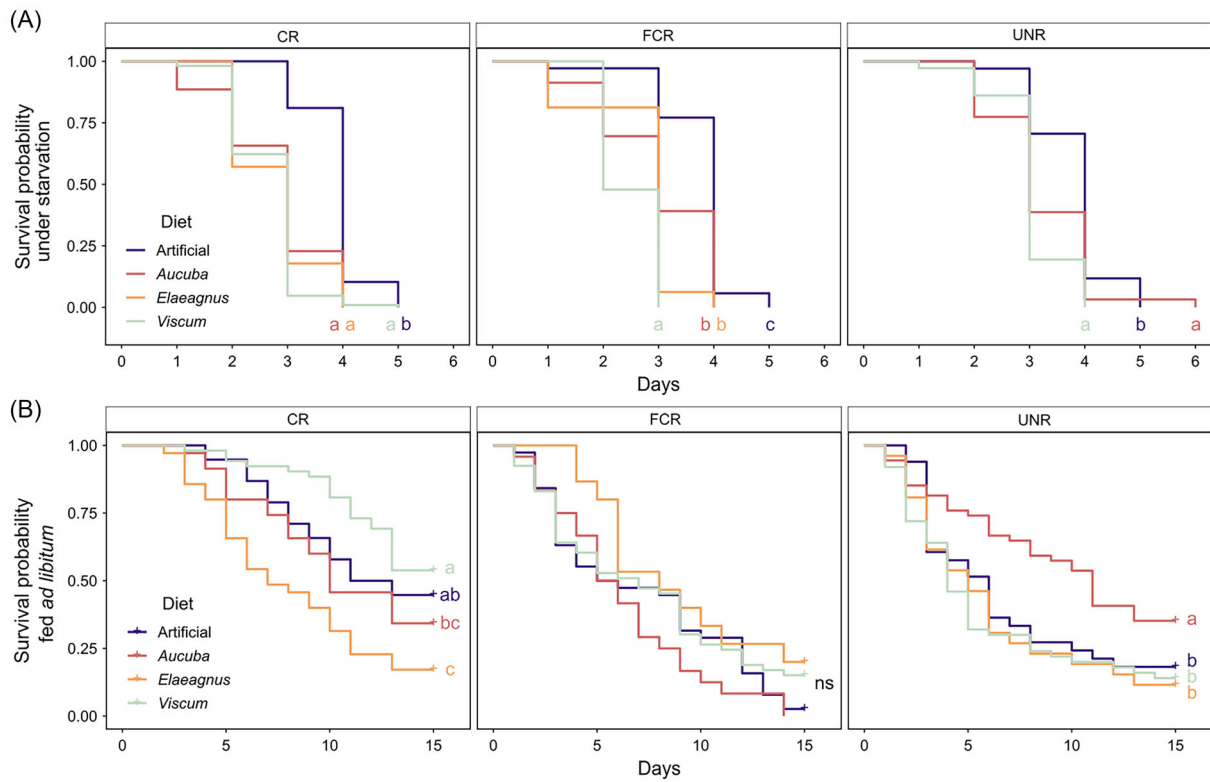 (A)
CR FCR UNR
Survival probability
under starvation
1.00
0.75
0.50
0.25
0.00
Diet
Artificial
Aucuba
Elaeagnus
Viscum
a a a b
a b b c
a b a
0 1 2 3 4 5 6 0 1 2 3 4 5 6 0 1 2 3 4 5 6
Days
(B)
CR FCR UNR
Survival probability
fed ad libitum
1.00
0.75
0.50
0.25
0.00
Diet
Artificial
Aucuba
Elaeagnus
Viscum
a
ab
bc
c
ns
a
b
b
b
0 5 10 15 0 5 10 15 0 5 10 15
Days